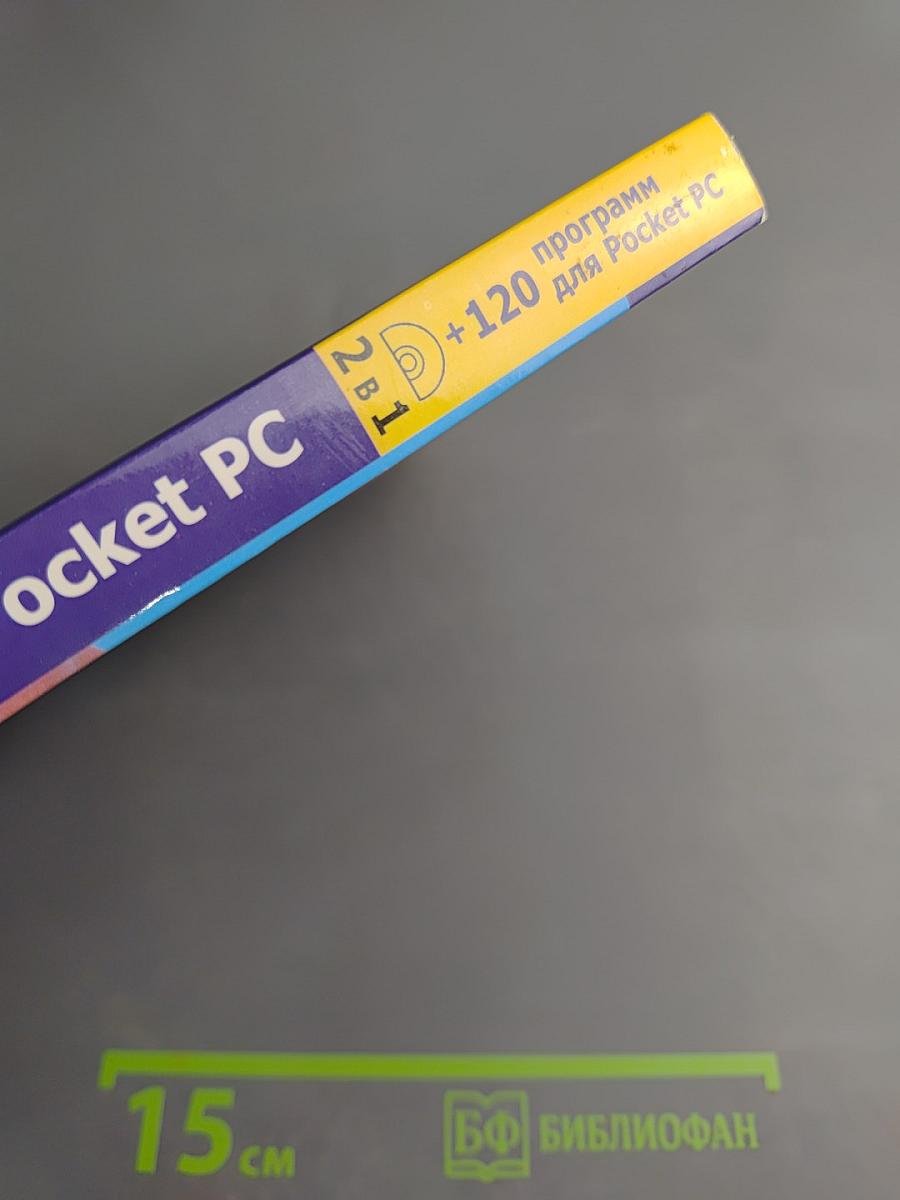 ocket PC
2 в 1
+120
программ
для Pocket PC
15 см
БФ БИБЛИОФАН